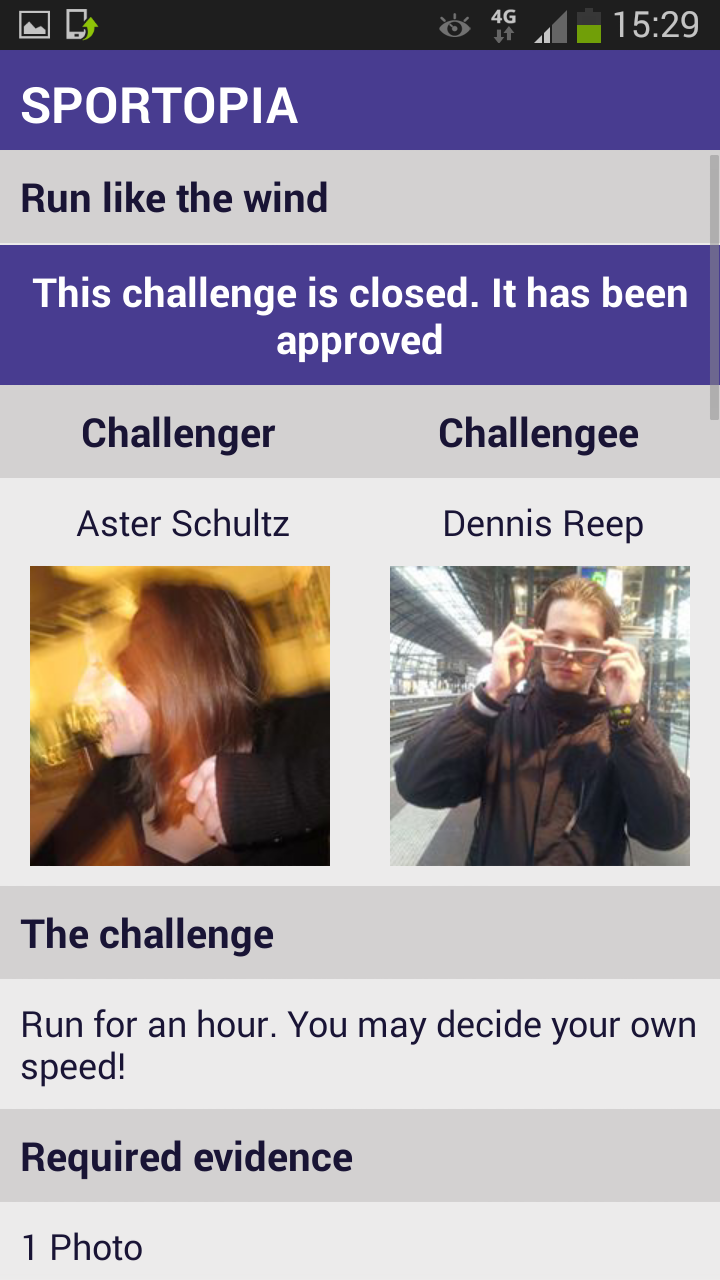 4G 15:29
SPORTOPIA
Run like the wind
This challenge is closed. It has been
approved
Challenger Challengee
Aster Schultz Dennis Reep
The challenge
Run for an hour. You may decide your own
speed!
Required evidence
1 Photo